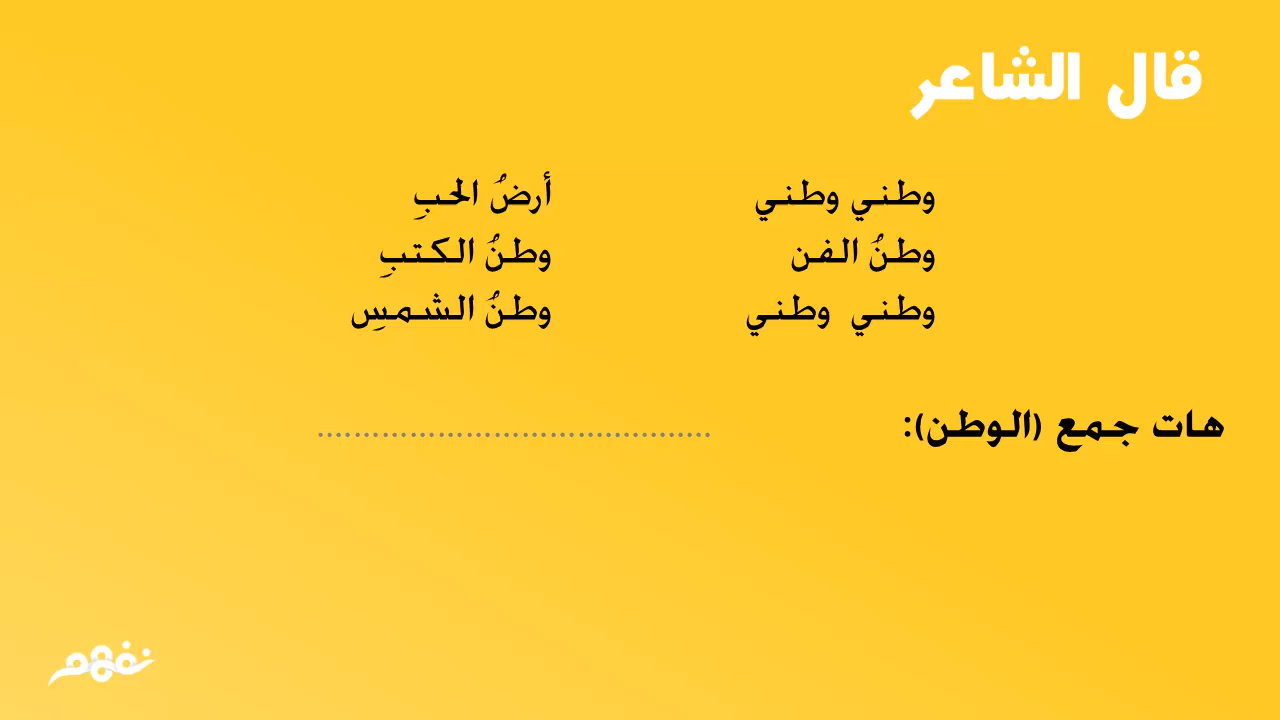 قال الشاعر
وطني وطني أرضُ الحبِ
وطنُ الفن وطنُ الكتبِ
وطني وطني وطنُ الشمسِ
هات جمع (الوطن): ..........................................
نفهم